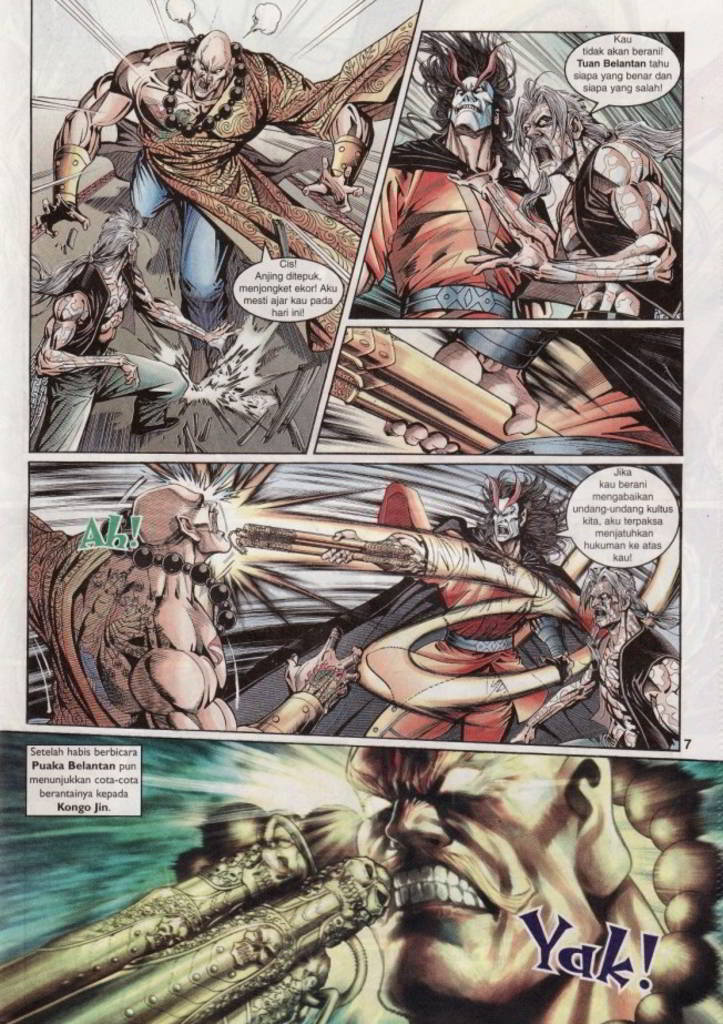 Cis!
Anjing ditepuk,
menjongket ekor! Aku
mesti ajar kau pada
hari ini!
Kau
tidak akan berani!
Tuan Belantan tahu
siapa yang benar dan
siapa yang salah!
Ah!
Jika
kau berani
mengabaikan
undang-undang kultus
kita, aku terpaksa
menjatuhkan
hukuman ke atas
kau!
7
Setelah habis berbicara
Puaka Belantan pun
menunjukkan cota-cota
berantainya kepada
Kongo Jin.
Yak!